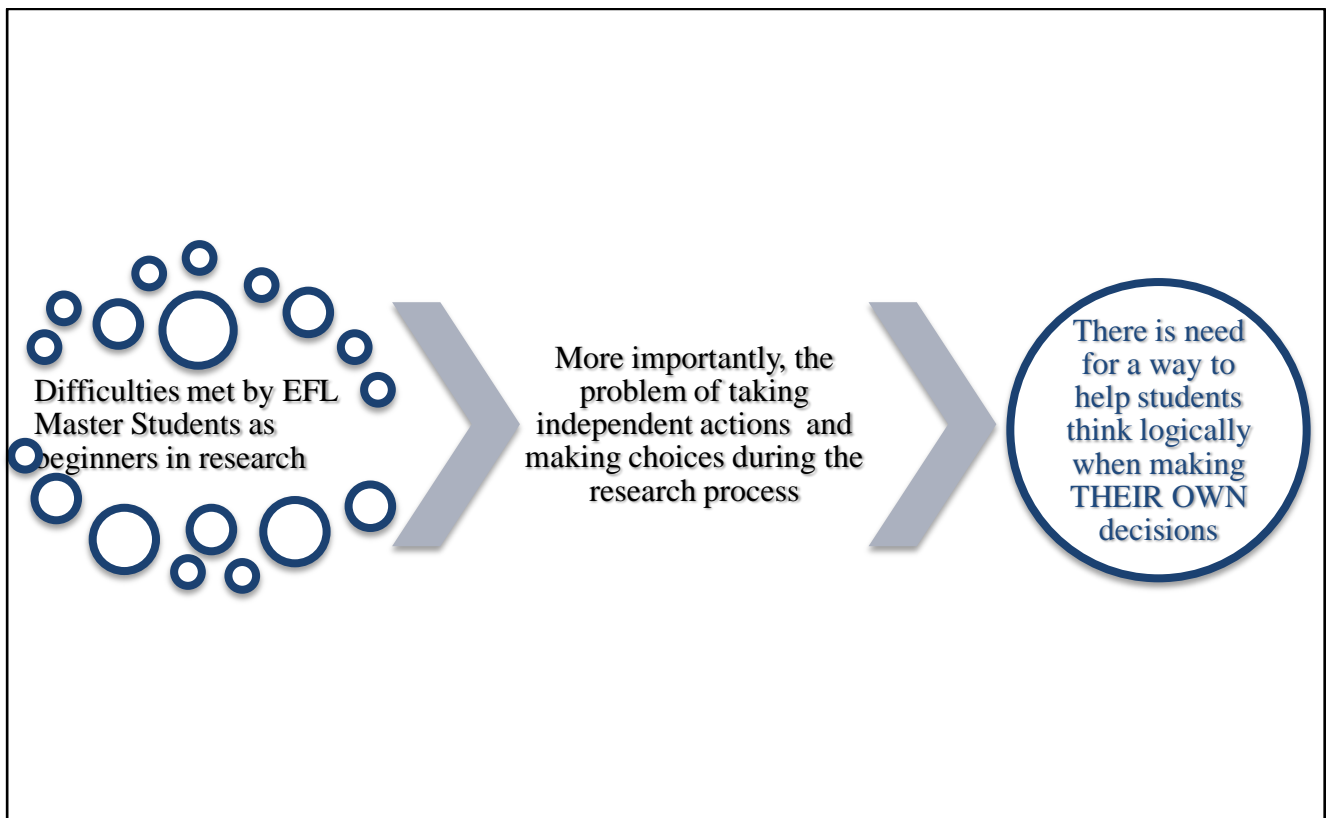 Difficulties met by EFL
Master Students as
beginners in research
More importantly, the
problem of taking
independent actions and
making choices during the
research process
There is need
for a way to
help students
think logically
when making
THEIR OWN
decisions